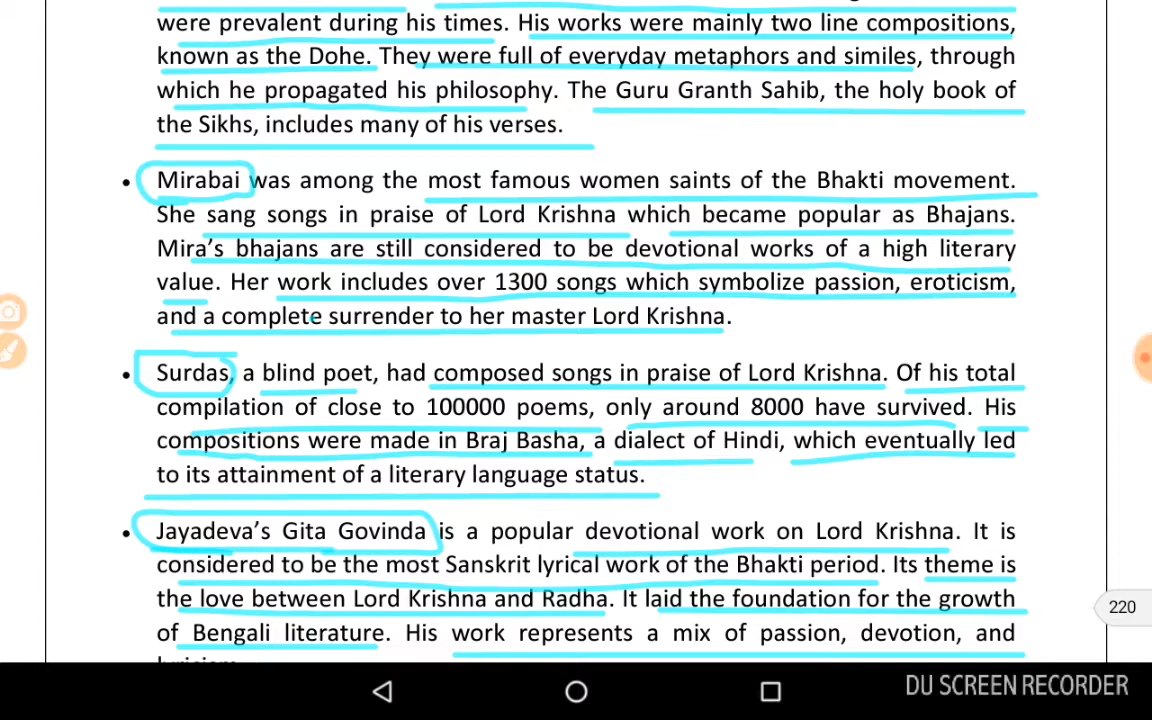 were prevalent during his times. His works were mainly two line compositions,
known as the Dohe. They were full of everyday metaphors and similes, through
which he propagated his philosophy. The Guru Granth Sahib, the holy book of
the Sikhs, includes many of his verses.
• Mirabai was among the most famous women saints of the Bhakti movement.
She sang songs in praise of Lord Krishna which became popular as Bhajans.
Mira's bhajans are still considered to be devotional works of a high literary
value. Her work includes over 1300 songs which symbolize passion, eroticism,
and a complete surrender to her master Lord Krishna.
• Surdas, a blind poet, had composed songs in praise of Lord Krishna. Of his total
compilation of close to 100000 poems, only around 8000 have survived. His
compositions were made in Braj Basha, a dialect of Hindi, which eventually led
to its attainment of a literary language status.
• Jayadeva's Gita Govinda is a popular devotional work on Lord Krishna. It is
considered to be the most Sanskrit lyrical work of the Bhakti period. Its theme is
the love between Lord Krishna and Radha. It laid the foundation for the growth
220
of Bengali literature. His work represents a mix of passion, devotion, and
DU SCREEN RECORDER